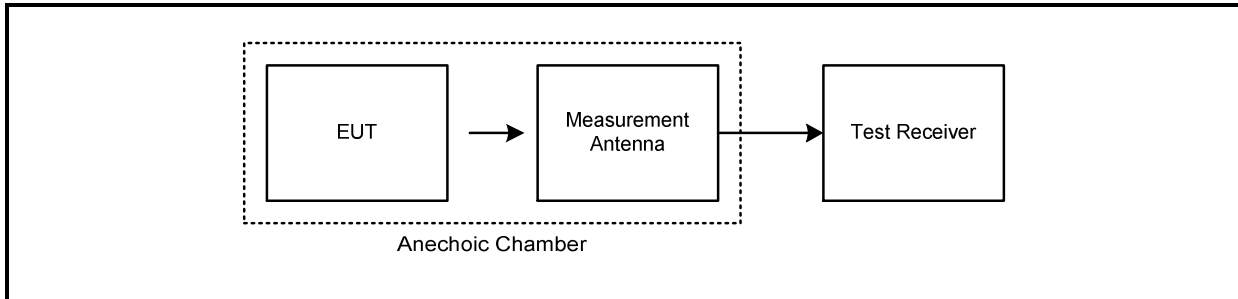 EUT
Measurement
Antenna
Test Receiver
Anechoic Chamber